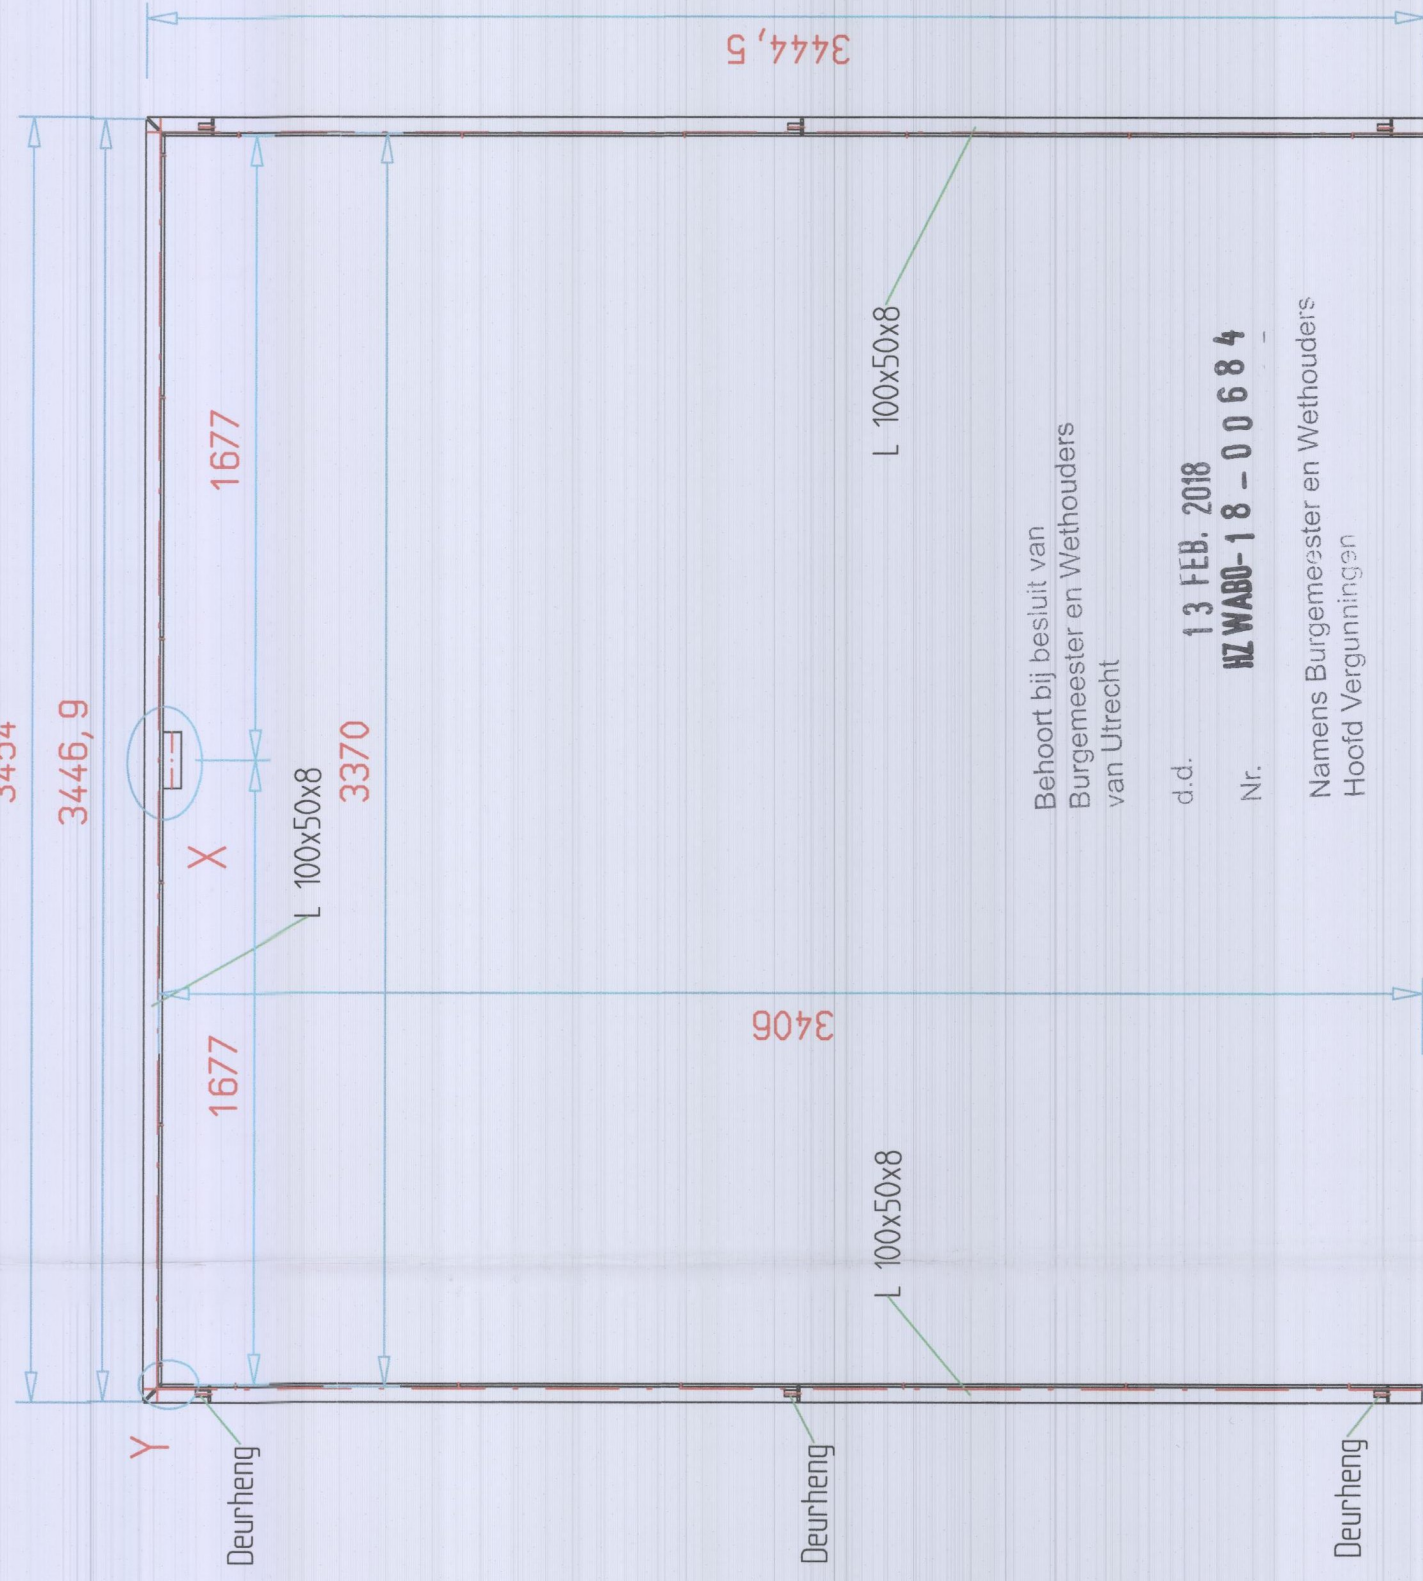 3446,9
Y
X
1677
1677
Deurheng
L 100x50x8
3370
3444,5
3406
Deurheng
L 100x50x8
L 100x50x8
Behoort bij besluit van
Burgemeester en Wethouders
van Utrecht
d.d. 13 FEB. 2018
Nr. HZ WABO-18-00684
Namens Burgemeester en Wethouders
Hoofd Vergunningen
Deurheng